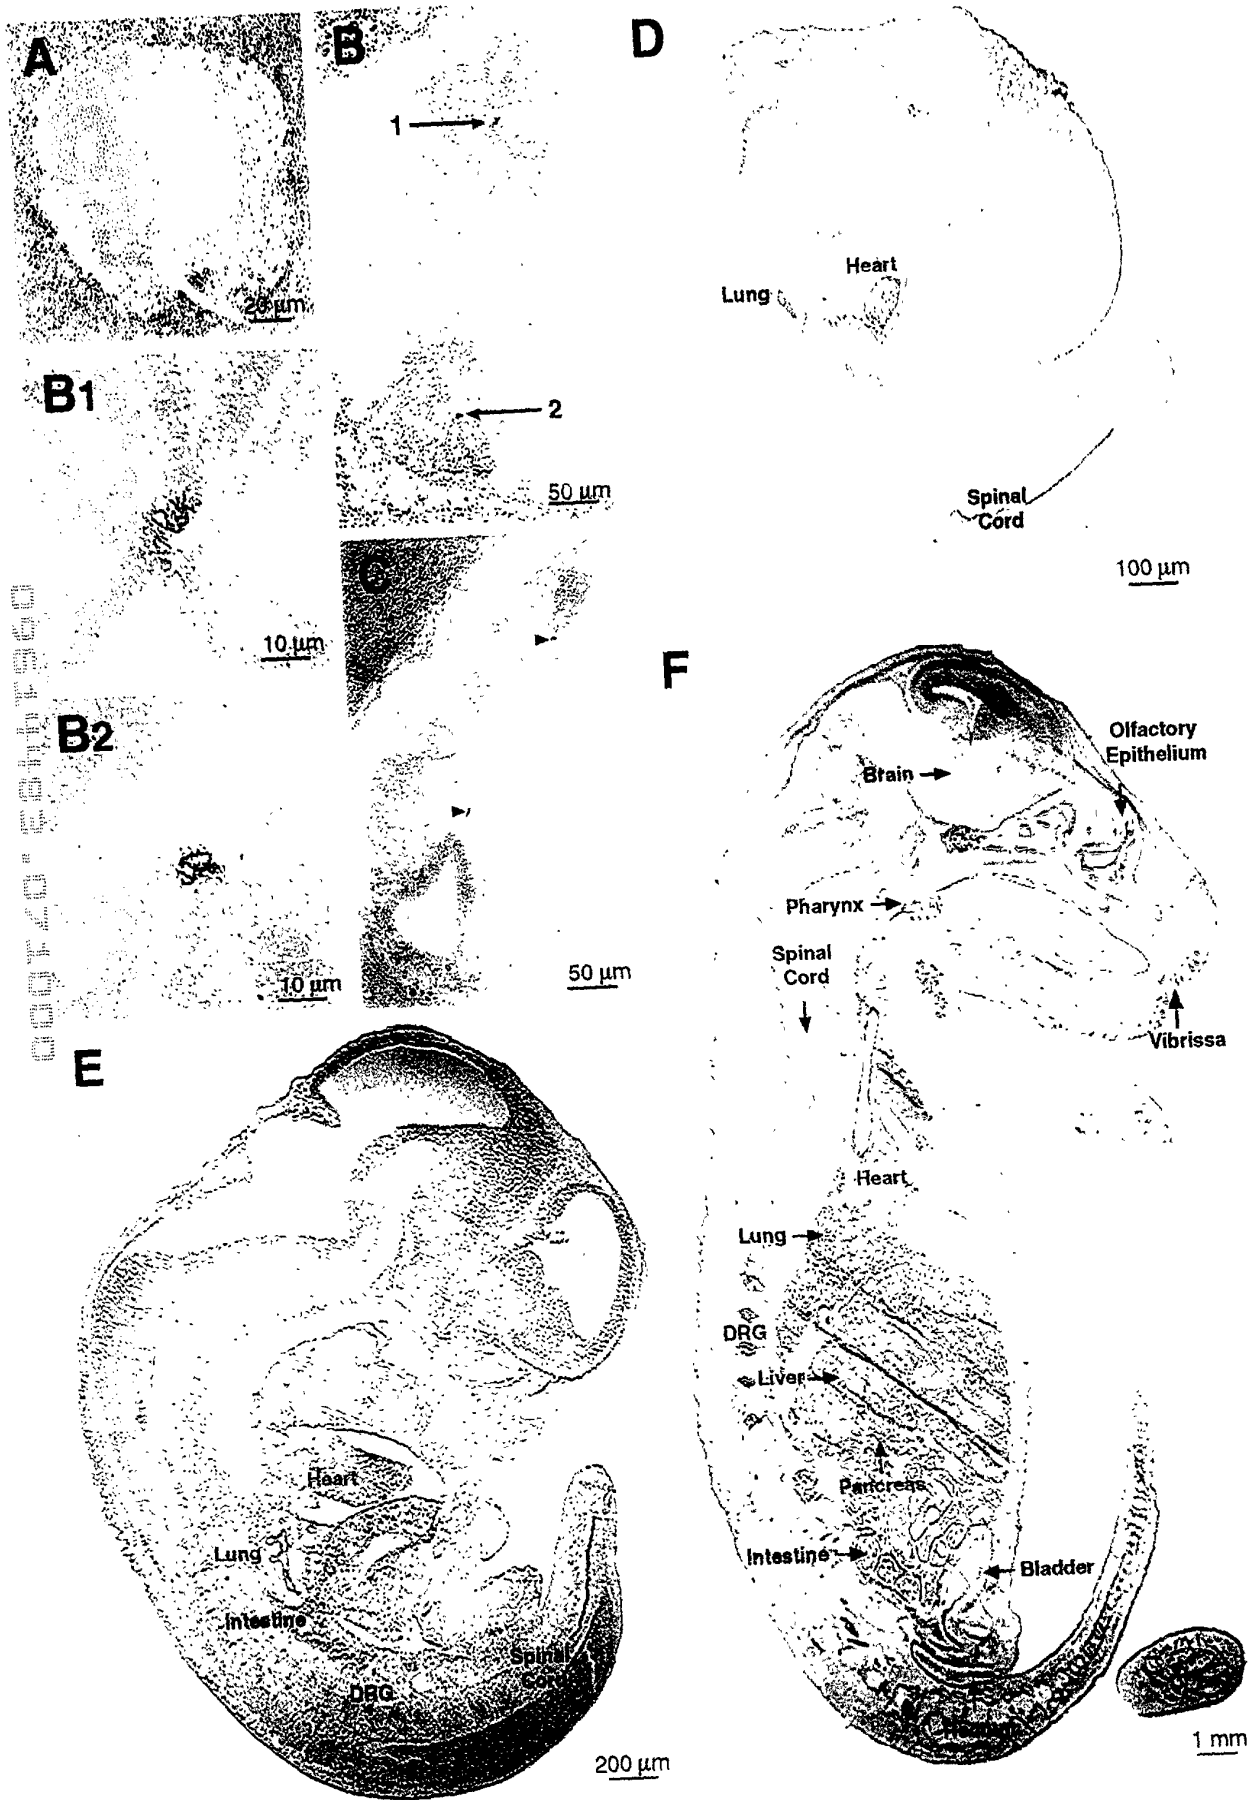 A
20 μm
B
1
2
50 μm
B1
10 μm
B2
10 μm
C
50 μm
D
Heart
Lung
Spinal
Cord
100 μm
E
Heart
Lung
Intestine
Spinal
Cord
DRG
200 μm
F
Olfactory
Epithelium
Brain
Pharynx
Spinal
Cord
Vibrissa
Heart
Lung
DRG
Liver
Pancreas
Intestine
Bladder
1 mm